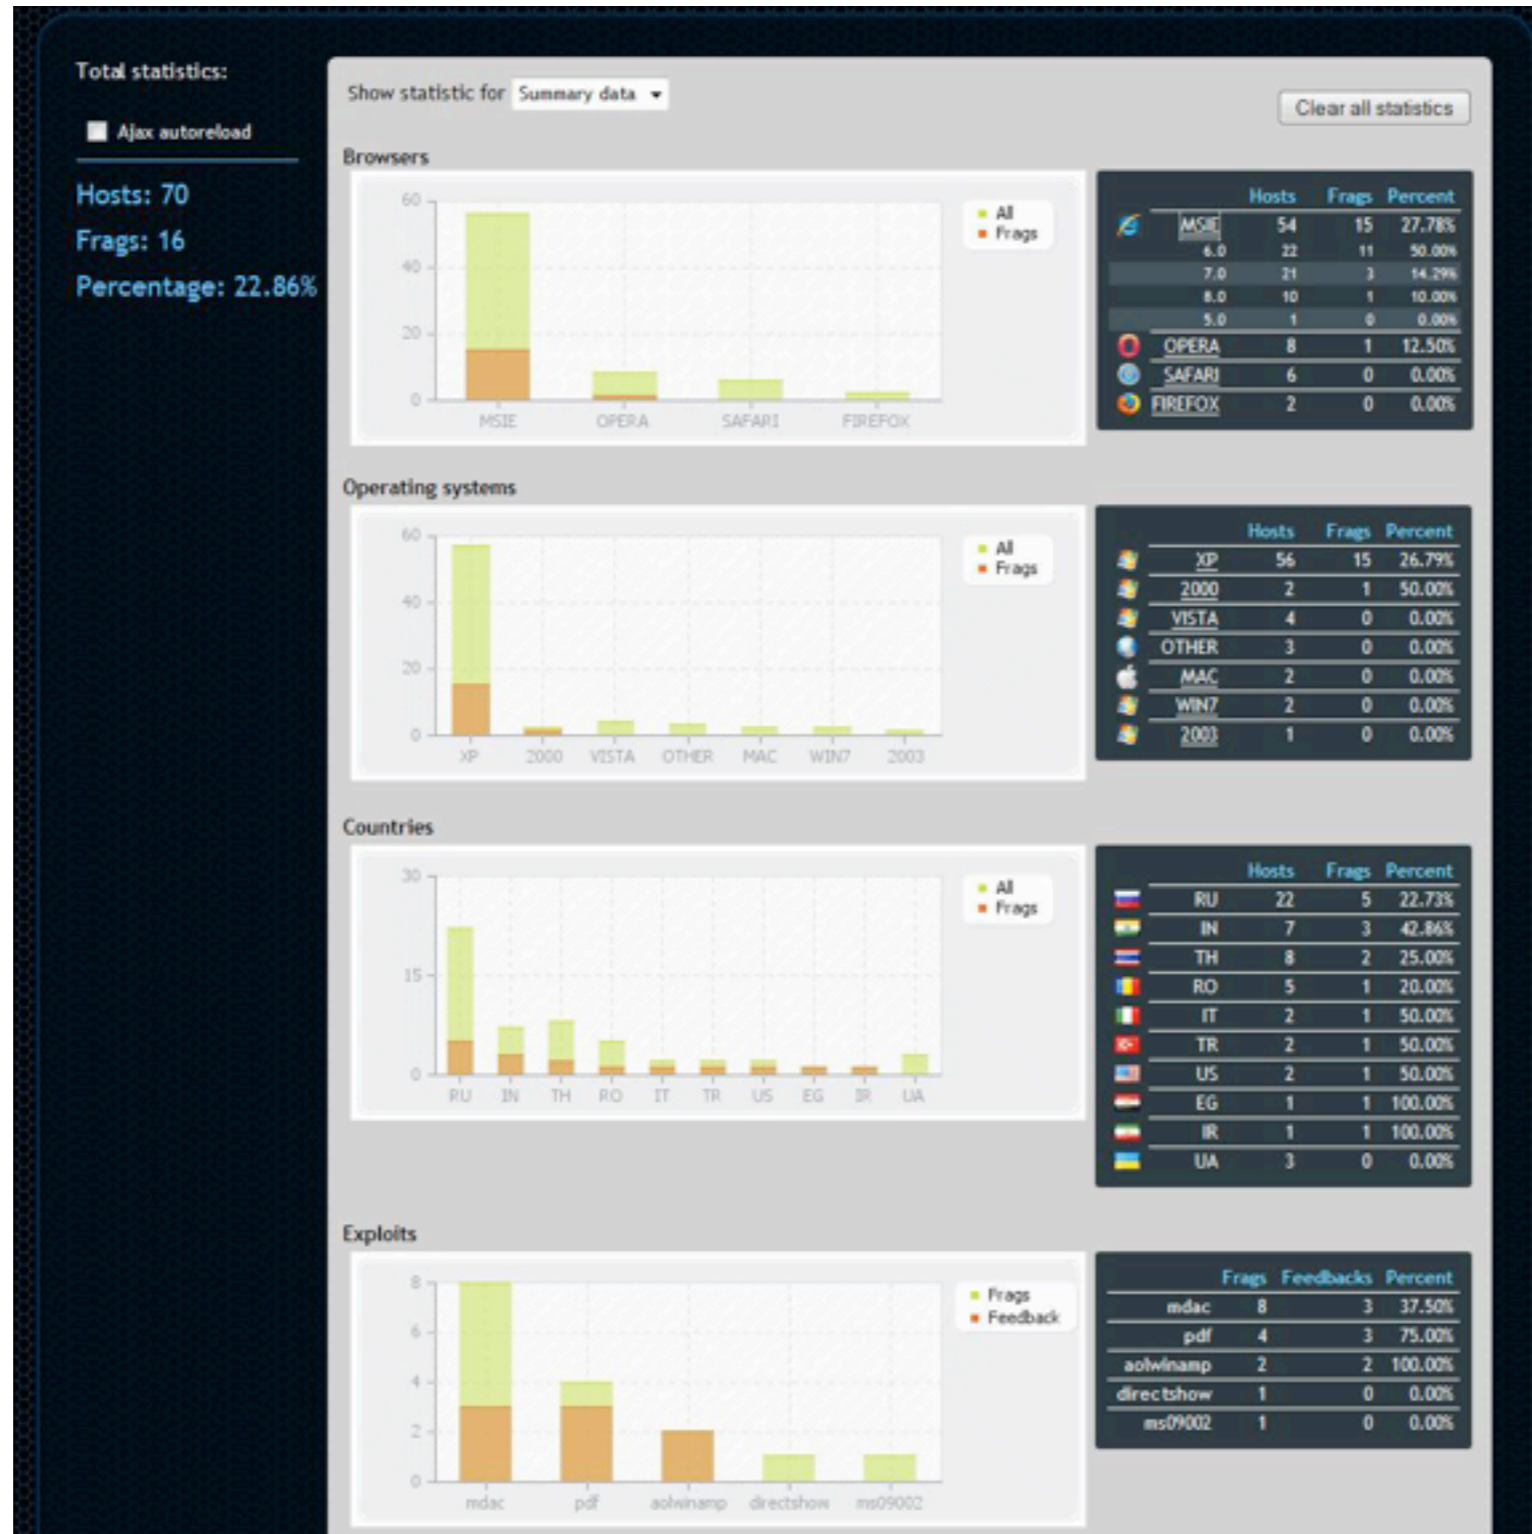 Total statistics:
Ajax autoreload
Hosts: 70
Frags: 16
Percentage: 22.86%
Show statistic for Summary data
Clear all statistics
Browsers
60
40
20
0
MSIE OPERA SAFARI FIREFOX
All
Frags
Hosts Frags Percent
MSIE 54 15 27.78%
6.0 22 11 50.00%
7.0 21 3 14.29%
8.0 10 1 10.00%
5.0 1 0 0.00%
OPERA 8 1 12.50%
SAFARI 6 0 0.00%
FIREFOX 2 0 0.00%
Operating systems
60
40
20
0
XP 2000 VISTA OTHER MAC WIN7 2003
All
Frags
Hosts Frags Percent
XP 56 15 26.79%
2000 2 1 50.00%
VISTA 4 0 0.00%
OTHER 3 0 0.00%
MAC 2 0 0.00%
WIN7 2 0 0.00%
2003 1 0 0.00%
Countries
30
15
0
RU IN TH RO IT TR US EG IR UA
All
Frags
Hosts Frags Percent
RU 22 5 22.73%
IN 7 3 42.86%
TH 8 2 25.00%
RO 5 1 20.00%
IT 2 1 50.00%
TR 2 1 50.00%
US 2 1 50.00%
EG 1 1 100.00%
IR 1 1 100.00%
UA 3 0 0.00%
Exploits
8
6
4
2
0
mdac pdf aolwinamp directshow ms09002
Frags
Feedback
Frags Feedbacks Percent
mdac 8 3 37.50%
pdf 4 3 75.00%
aolwinamp 2 2 100.00%
directshow 1 0 0.00%
ms09002 1 0 0.00%